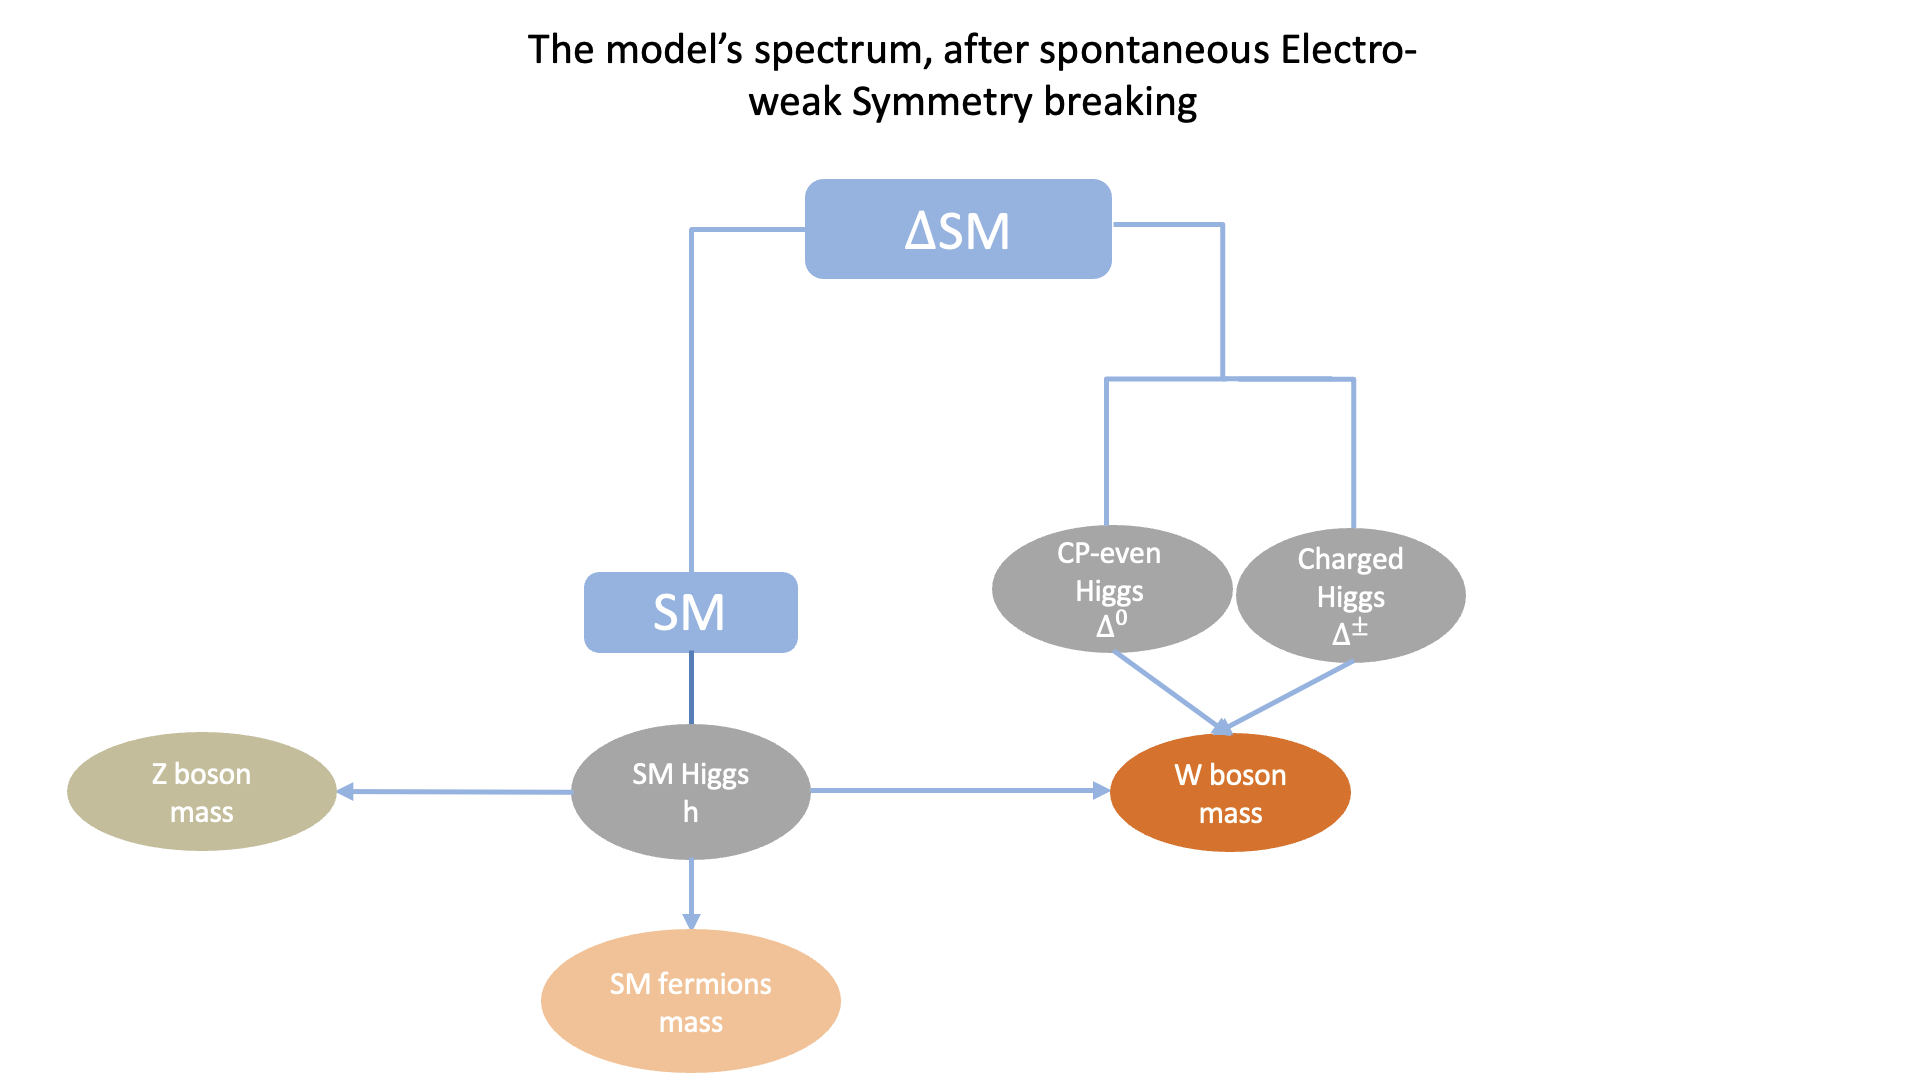 The model’s spectrum, after spontaneous Electro-
weak Symmetry breaking
ΔSM
SM
CP-even
Higgs
Δ⁰
Charged
Higgs
Δ±
Z boson
mass
SM Higgs
h
W boson
mass
SM fermions
mass